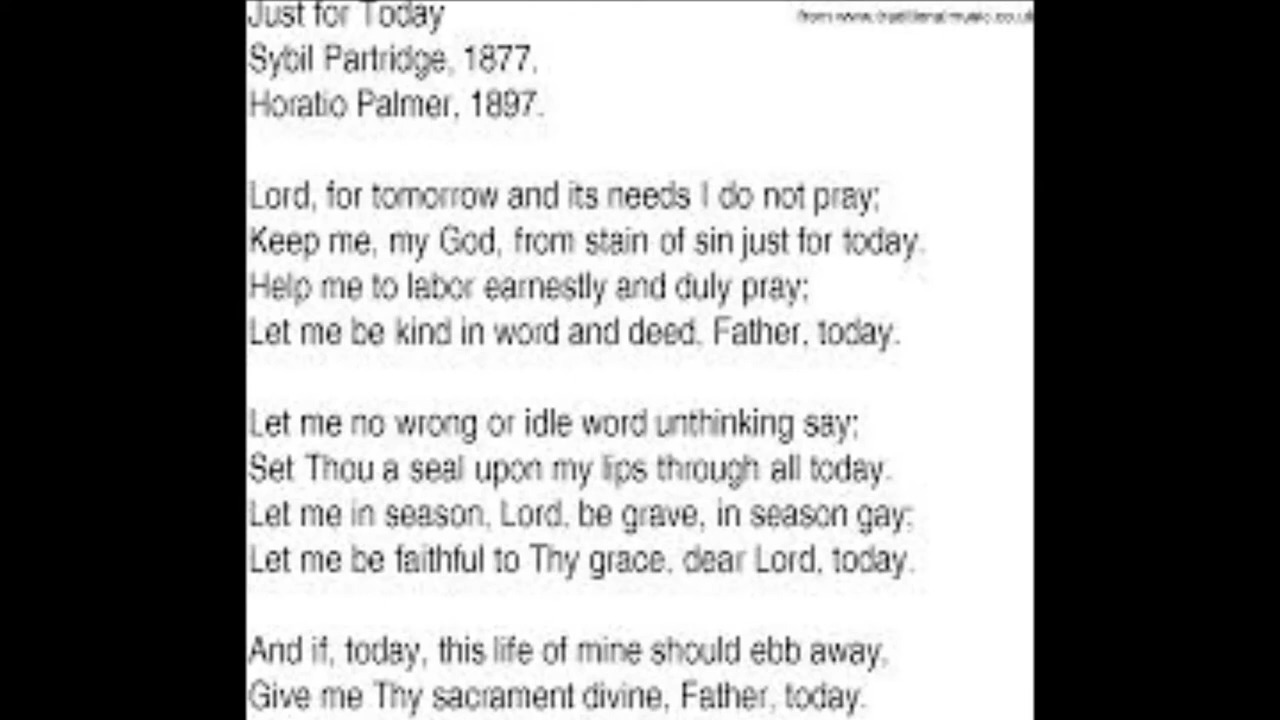 Just for Today
from www.traditionalmusic.co.uk
Sybil Partridge, 1877.
Horatio Palmer, 1897.
Lord, for tomorrow and its needs I do not pray;
Keep me, my God, from stain of sin just for today.
Help me to labor earnestly and duly pray;
Let me be kind in word and deed, Father, today.
Let me no wrong or idle word unthinking say;
Set Thou a seal upon my lips through all today.
Let me in season, Lord, be grave, in season gay;
Let me be faithful to Thy grace, dear Lord, today.
And if, today, this life of mine should ebb away,
Give me Thy sacrament divine, Father, today.